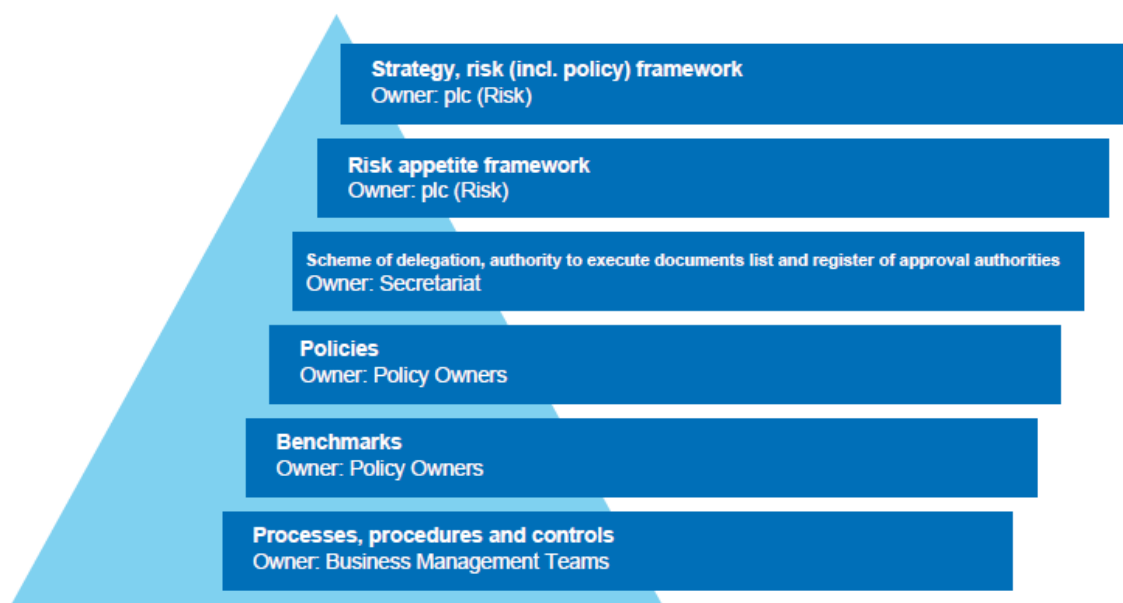 Strategy, risk (incl. policy) framework
Owner: plc (Risk)
Risk appetite framework
Owner: plc (Risk)
Scheme of delegation, authority to execute documents list and register of approval authorities
Owner: Secretariat
Policies
Owner: Policy Owners
Benchmarks
Owner: Policy Owners
Processes, procedures and controls
Owner: Business Management Teams